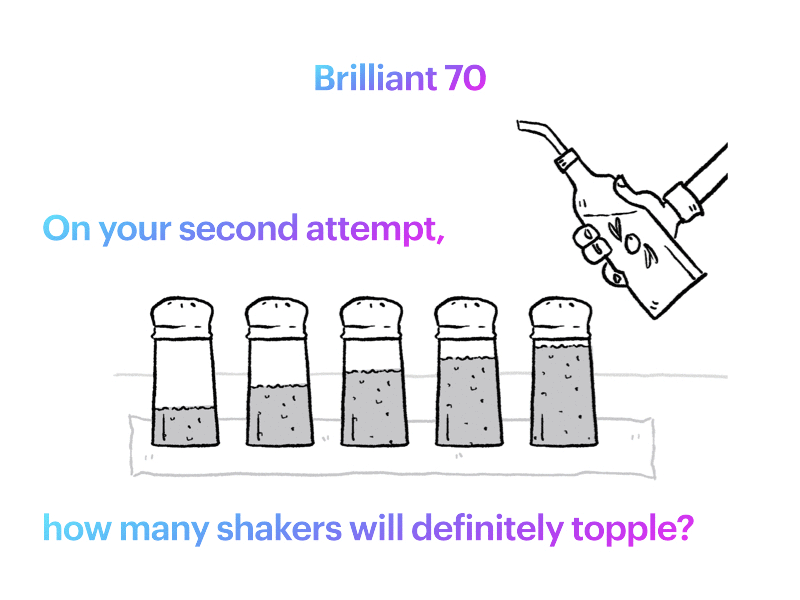 Brilliant 70
On your second attempt,
how many shakers will definitely topple?